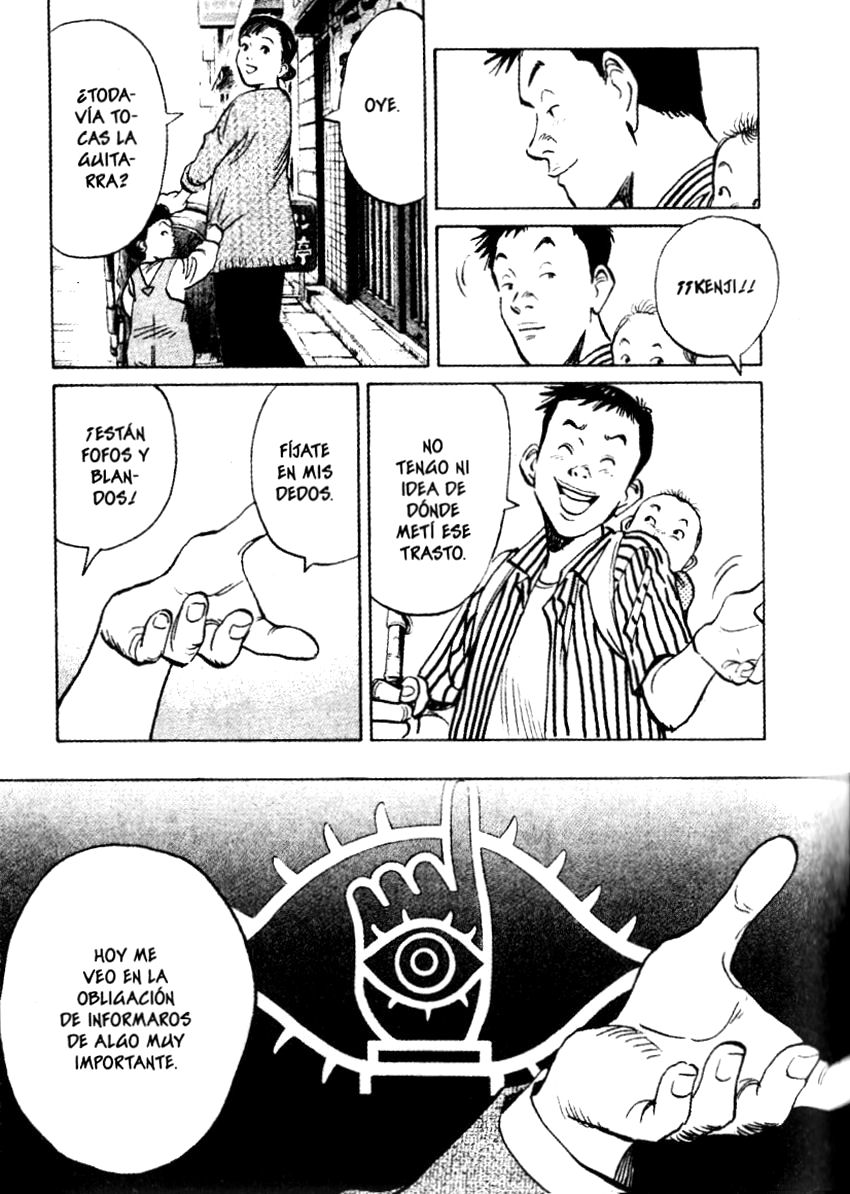 ¡¡KENJI!!
OYE.
¿TODA-
VÍA TO-
CAS LA
GUITA-
RRA?
NO
TENGO NI
IDEA DE
DÓNDE
METÍ ESE
TRASTO.
FÍJATE
EN MIS
DEDOS.
¡ESTÁN
FOFOS Y
BLAN-
DOS!
HOY ME
VEO EN LA
OBLIGACIÓN
DE INFORMAROS
DE ALGO MUY
IMPORTANTE.